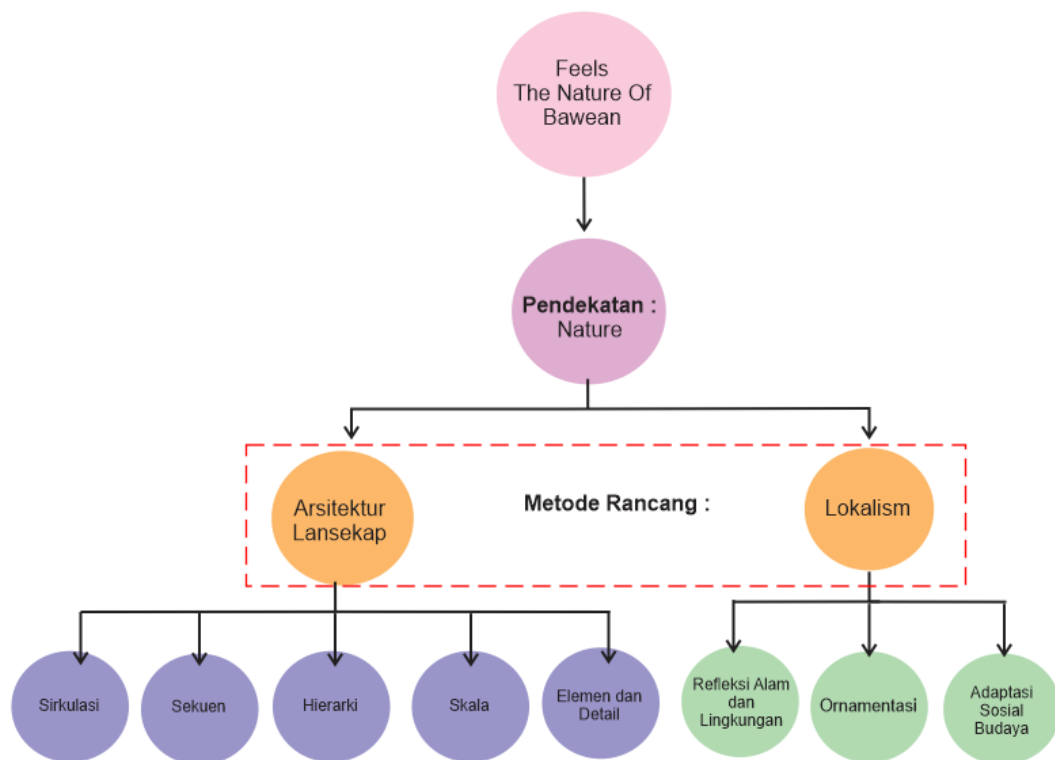 Feels
The Nature Of
Bawean
Pendekatan :
Nature
Arsitektur
Lansekap
Metode Rancang :
Lokalism
Sirkulasi
Sekuen
Hierarki
Skala
Elemen dan
Detail
Refleksi Alam
dan
Lingkungan
Ornamentasi
Adaptasi
Sosial
Budaya